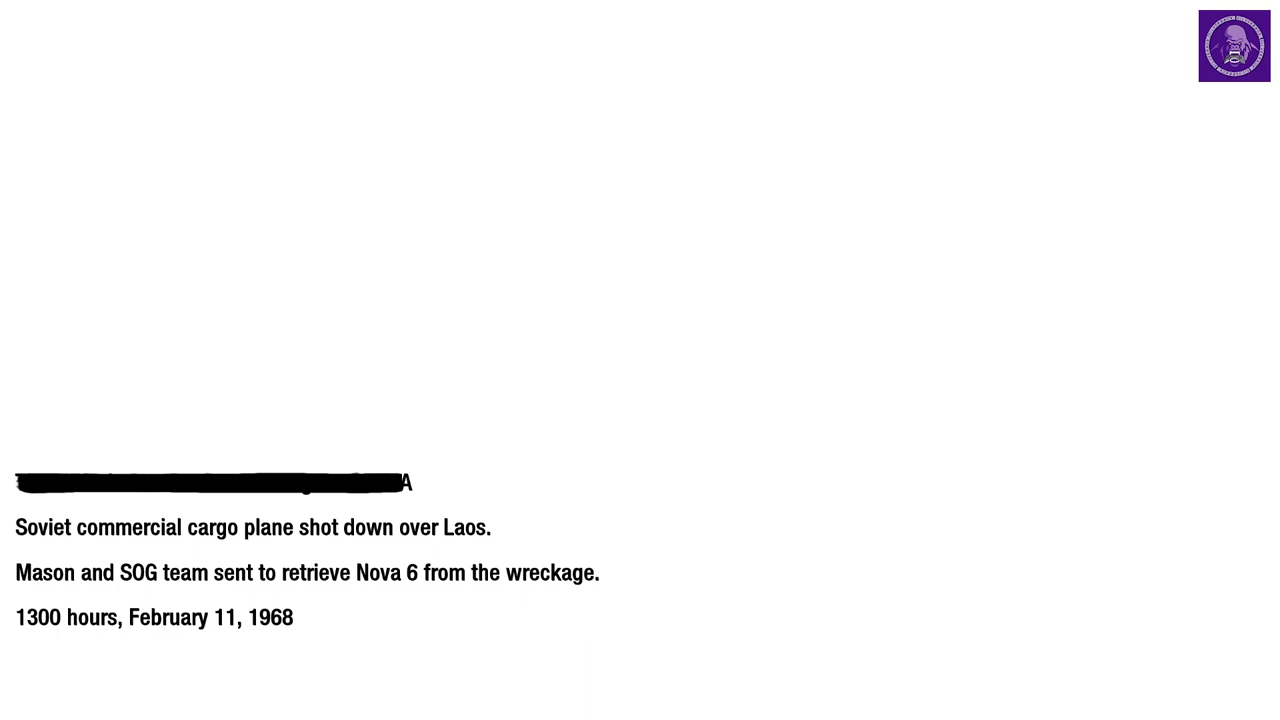 A
Soviet commercial cargo plane shot down over Laos.
Mason and SOG team sent to retrieve Nova 6 from the wreckage.
1300 hours, February 11, 1968